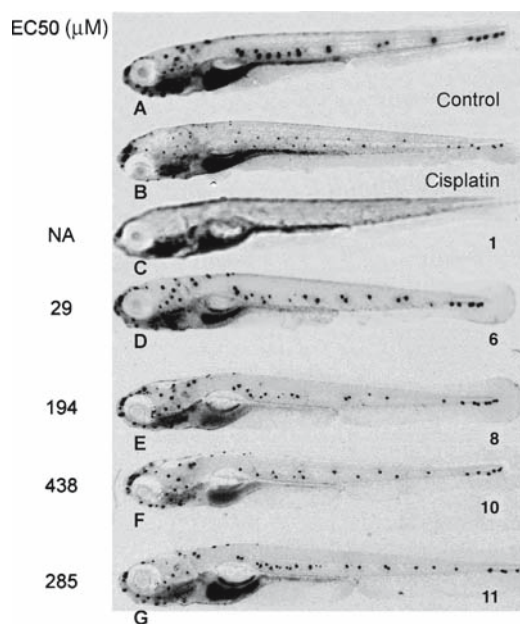 EC50 (μM)
A
Control
B
Cisplatin
NA
C
1
29
D
6
194
E
8
438
F
10
285
G
11